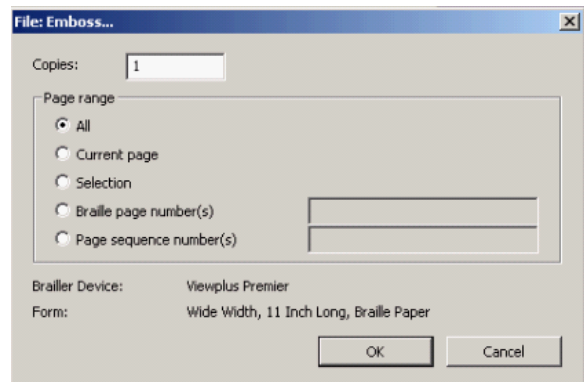 File: Emboss...
Copies: 1
Page range
All
Current page
Selection
Braille page number(s)
Page sequence number(s)
Brailler Device: Viewplus Premier
Form: Wide Width, 11 Inch Long, Braille Paper
OK Cancel